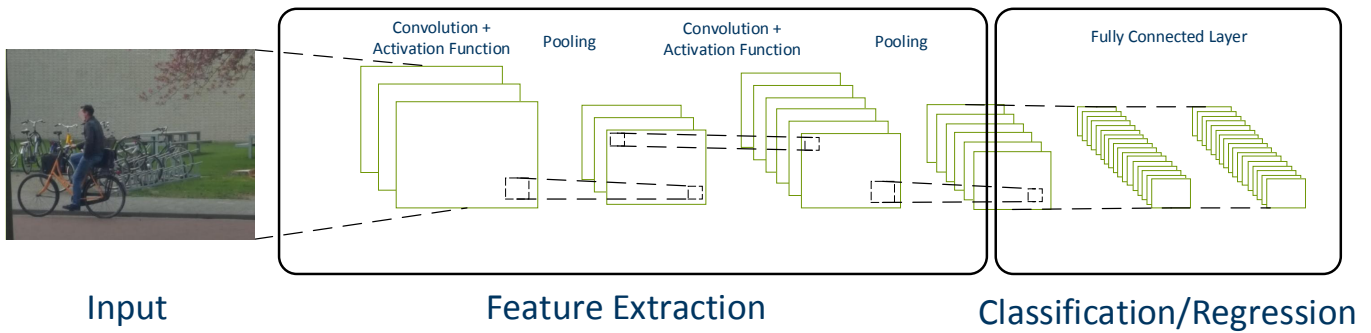 Convolution +
Activation Function
Pooling
Convolution +
Activation Function
Pooling
Fully Connected Layer
Input
Feature Extraction
Classification/Regression